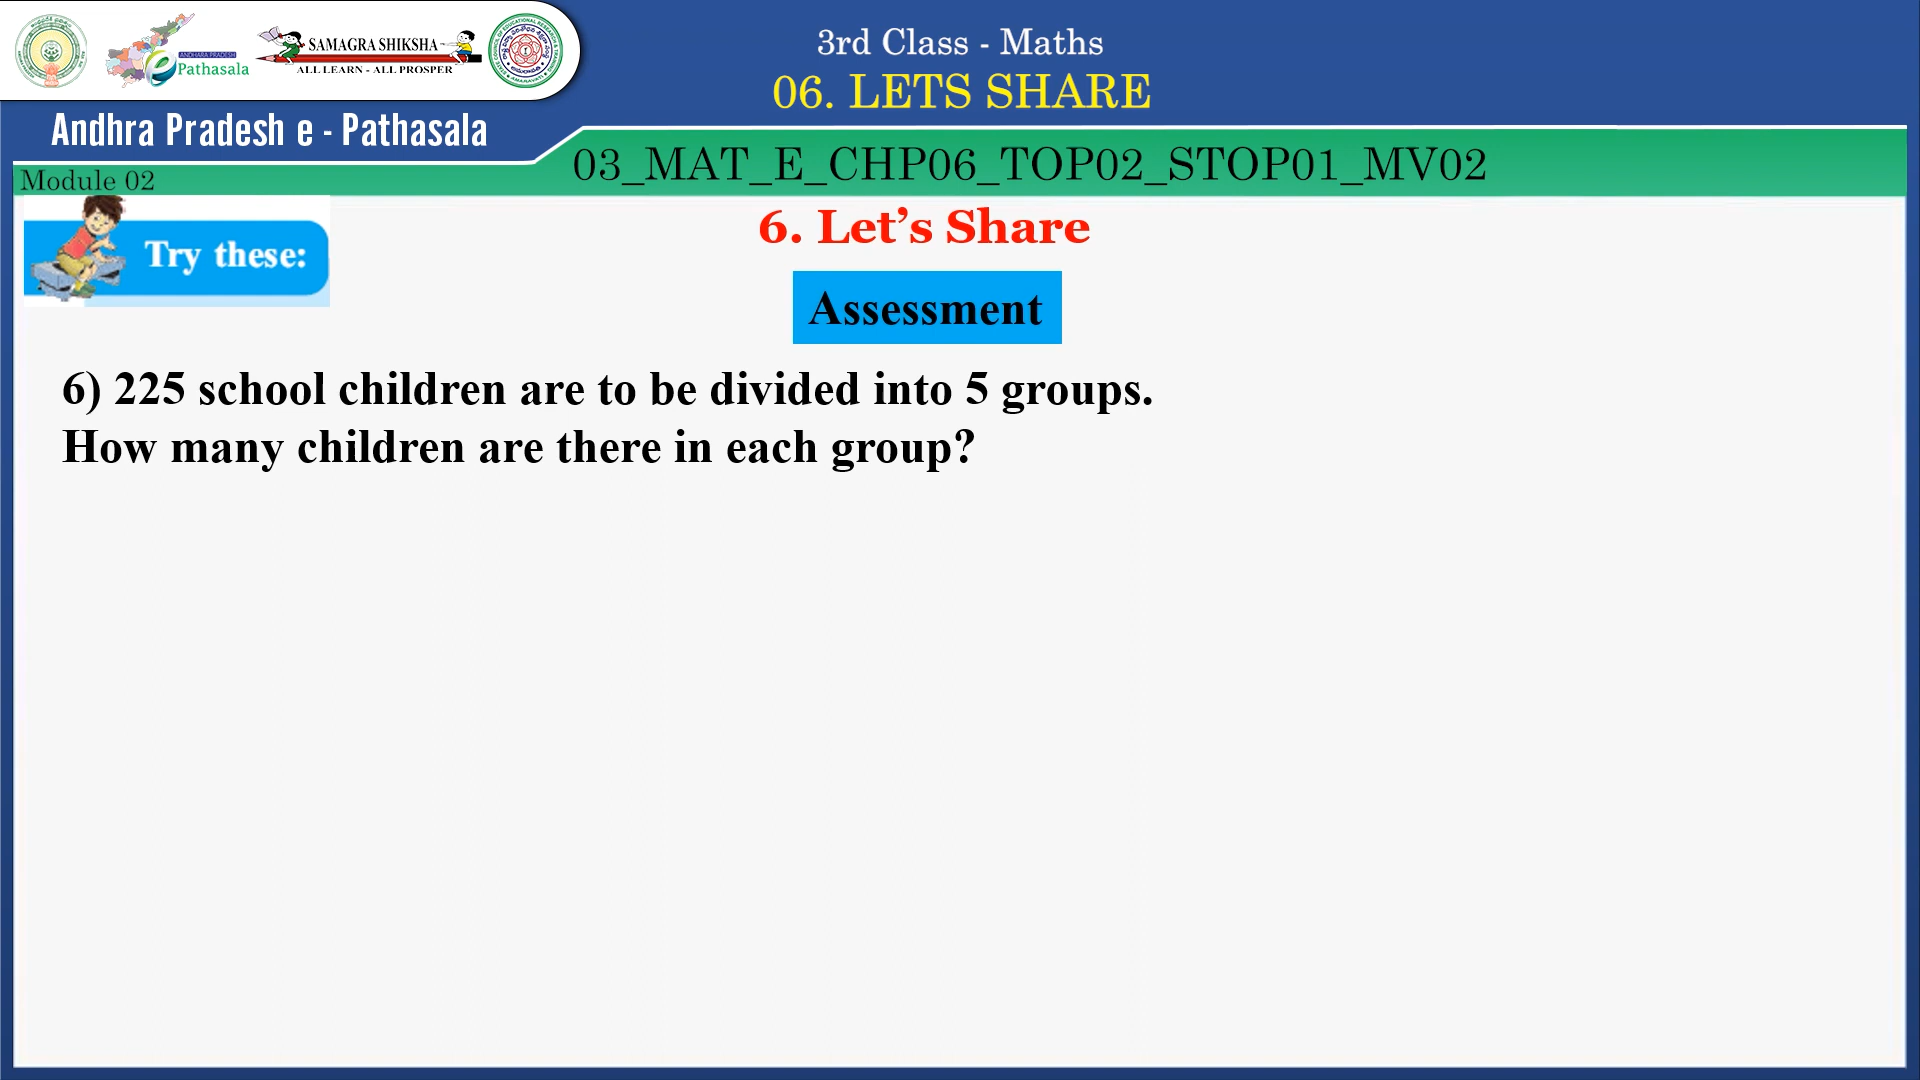 3rd Class - Maths
06. LETS SHARE
ANDHRA PRADESH
Pathasala
SAMAGRA SHIKSHA
ALL LEARN - ALL PROSPER
Andhra Pradesh e - Pathasala
03_MAT_E_CHP06_TOP02_STOP01_MV02
Module 02
6. Let’s Share
Try these:
Assessment
6) 225 school children are to be divided into 5 groups.
How many children are there in each group?